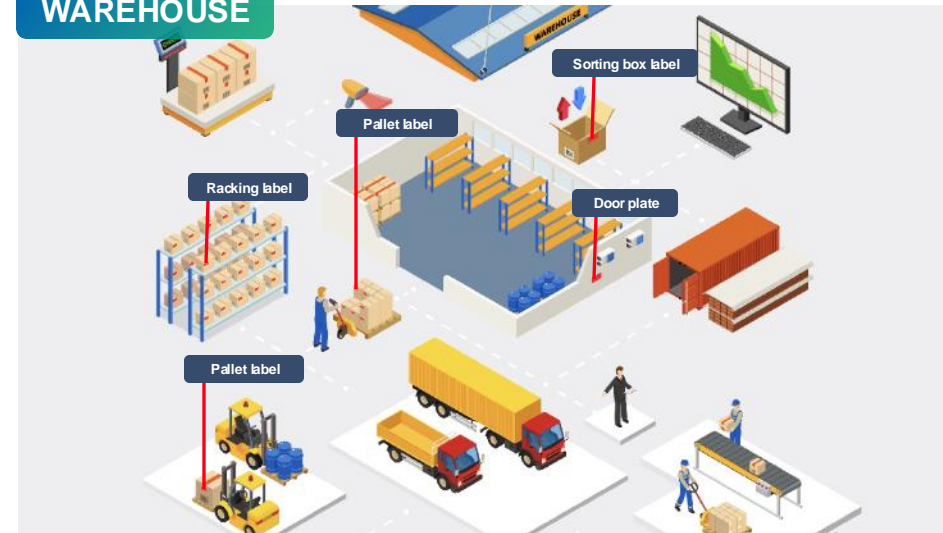 WAREHOUSE
WAREHOUSE
Sorting box label
Pallet label
Racking label
Door plate
Pallet label